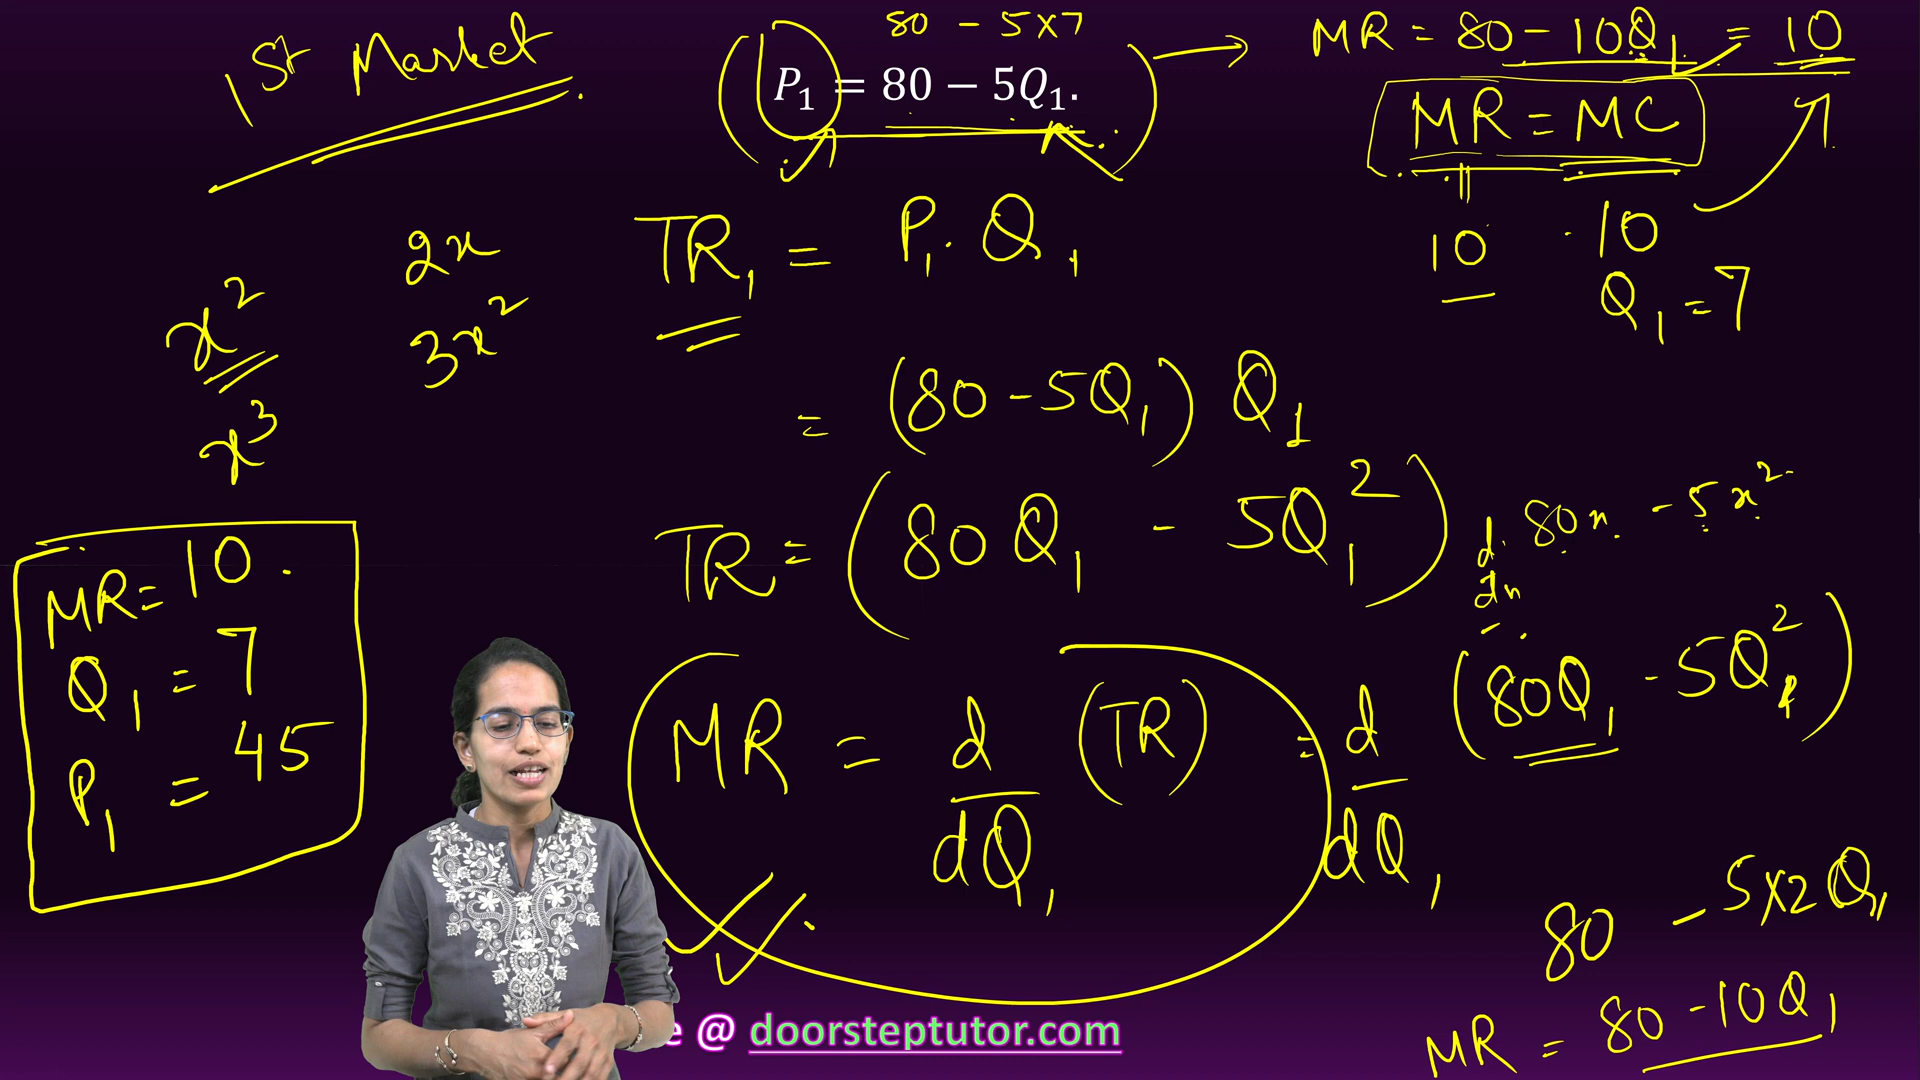 1st Market
80 - 5x7
P₁ = 80 − 5Q₁.
MR = 80 - 10Q₁ = 10
MR = MC
10 10
Q₁ = 7
TR₁ = P₁. Q₁
2x
x²
3x²
x³
= (80 - 5Q₁) Q₁
TR = (80Q₁ - 5Q₁²)
d/dx 80x - 5x²
MR = 10.
Q₁ = 7
P₁ = 45
MR = d/dQ₁ (TR) = d/dQ₁ (80Q₁ - 5Q₁²)
80 - 5x2Q₁
MR = 80 - 10Q₁
@ doorsteptutor.com